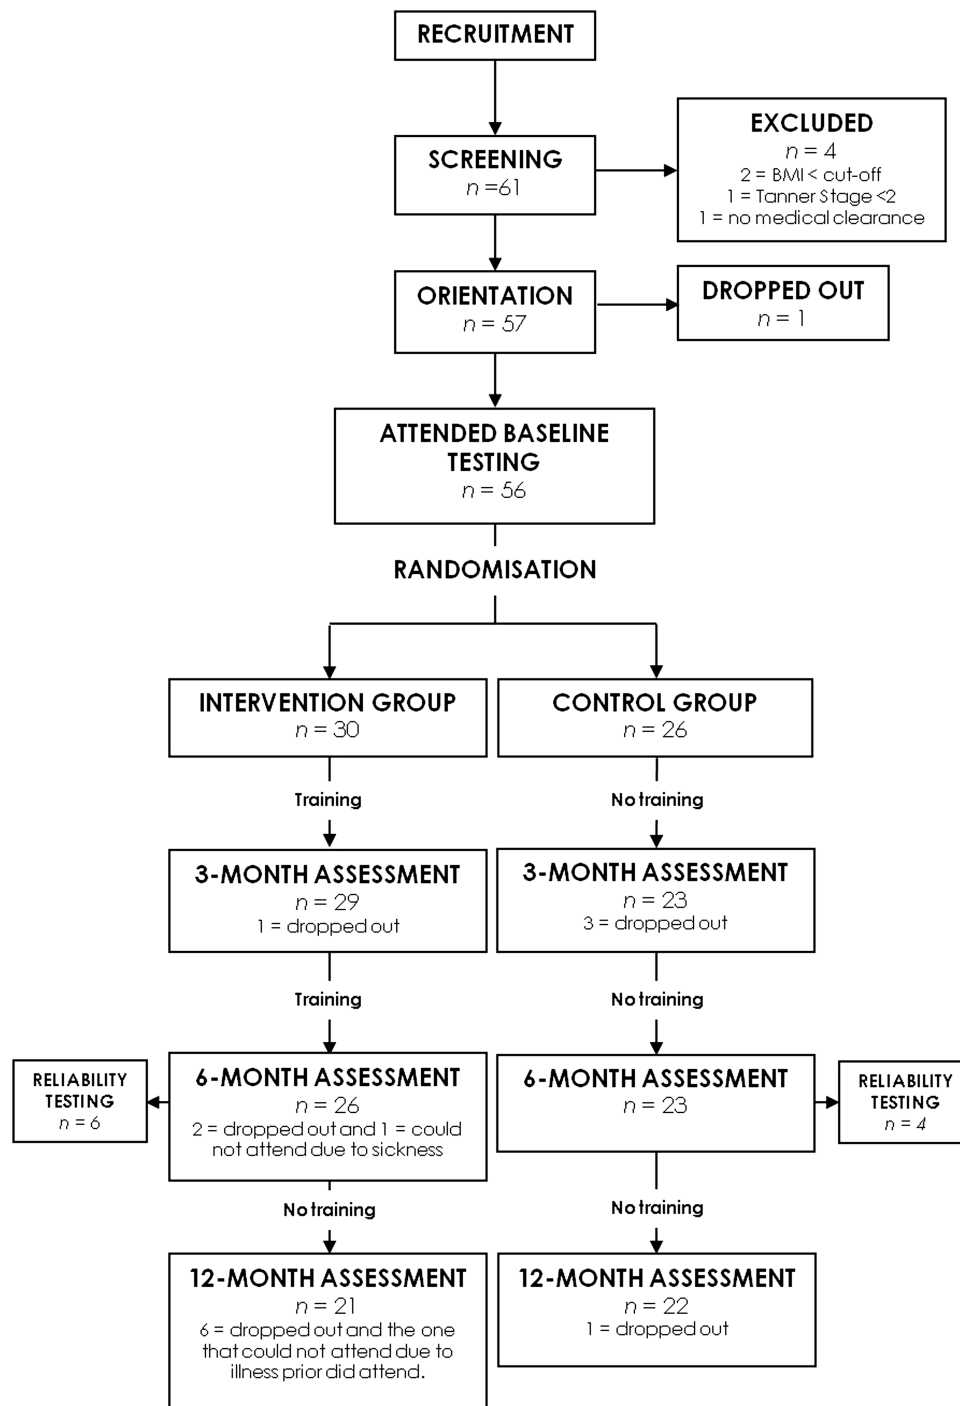 RECRUITMENT
SCREENING
n =61
EXCLUDED
n = 4
2 = BMI < cut-off
1 = Tanner Stage <2
1 = no medical clearance
ORIENTATION
n = 57
DROPPED OUT
n = 1
ATTENDED BASELINE
TESTING
n = 56
RANDOMISATION
INTERVENTION GROUP
n = 30
CONTROL GROUP
n = 26
Training
No training
3-MONTH ASSESSMENT
n = 29
1 = dropped out
3-MONTH ASSESSMENT
n = 23
3 = dropped out
Training
No training
RELIABILITY
TESTING
n = 6
6-MONTH ASSESSMENT
n = 26
2 = dropped out and 1 = could
not attend due to sickness
6-MONTH ASSESSMENT
n = 23
RELIABILITY
TESTING
n = 4
No training
No training
12-MONTH ASSESSMENT
n = 21
6 = dropped out and the one
that could not attend due to
illness prior did attend.
12-MONTH ASSESSMENT
n = 22
1 = dropped out